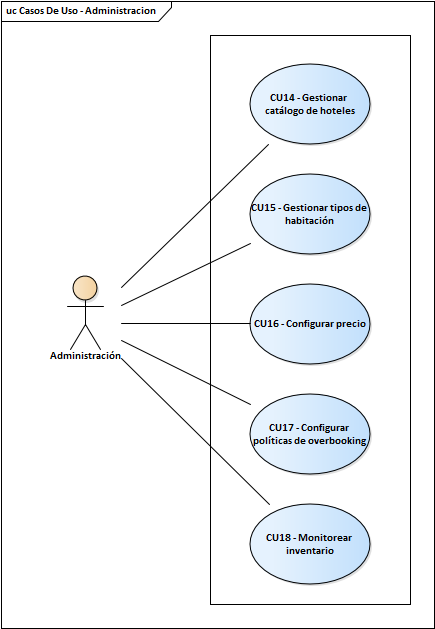 uc Casos De Uso - Administracion
CU14 - Gestionar
catálogo de hoteles
CU15 - Gestionar tipos de
habitación
CU16 - Configurar precio
Administración
CU17 - Configurar
políticas de overbooking
CU18 - Monitorear
inventario